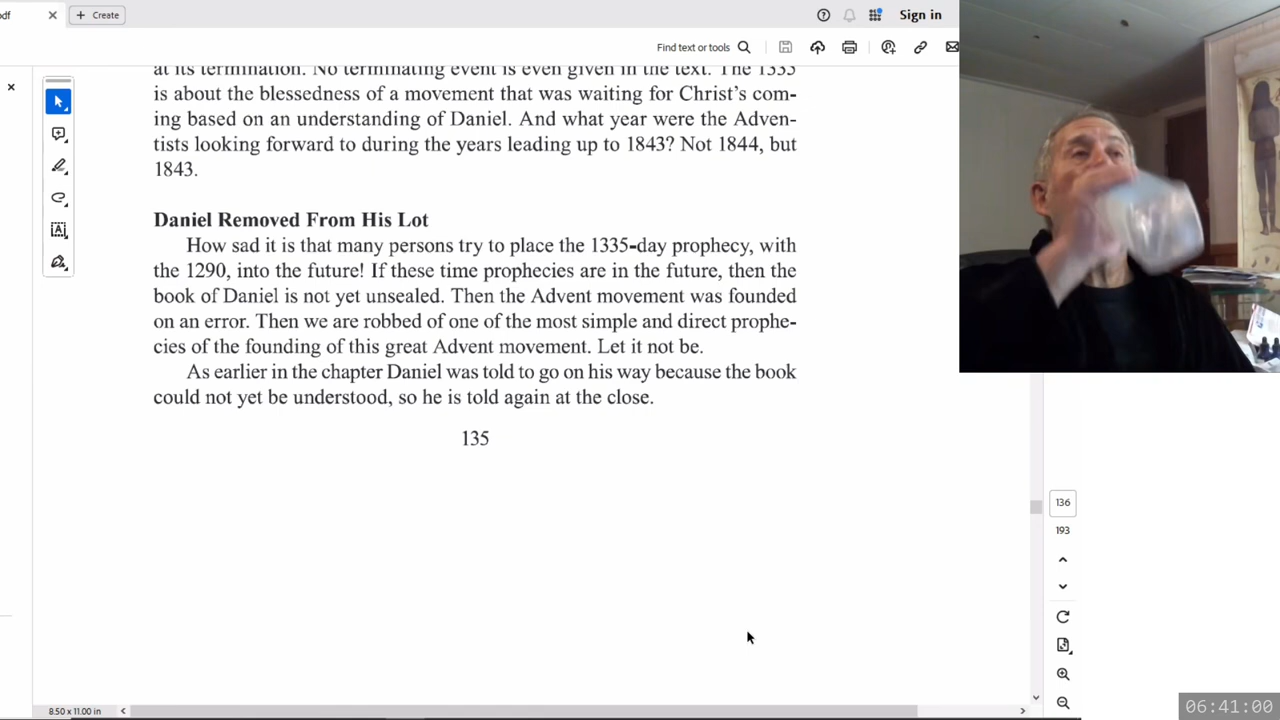 df
Create
Sign in
Find text or tools
at its termination. No terminating event is even given in the text. The 1335
is about the blessedness of a movement that was waiting for Christ’s com-
ing based on an understanding of Daniel. And what year were the Adven-
tists looking forward to during the years leading up to 1843? Not 1844, but
1843.
Daniel Removed From His Lot
How sad it is that many persons try to place the 1335-day prophecy, with
the 1290, into the future! If these time prophecies are in the future, then the
book of Daniel is not yet unsealed. Then the Advent movement was founded
on an error. Then we are robbed of one of the most simple and direct prophe-
cies of the founding of this great Advent movement. Let it not be.
As earlier in the chapter Daniel was told to go on his way because the book
could not yet be understood, so he is told again at the close.
135
136
193
8.50 x 11.00 in
06:41:00